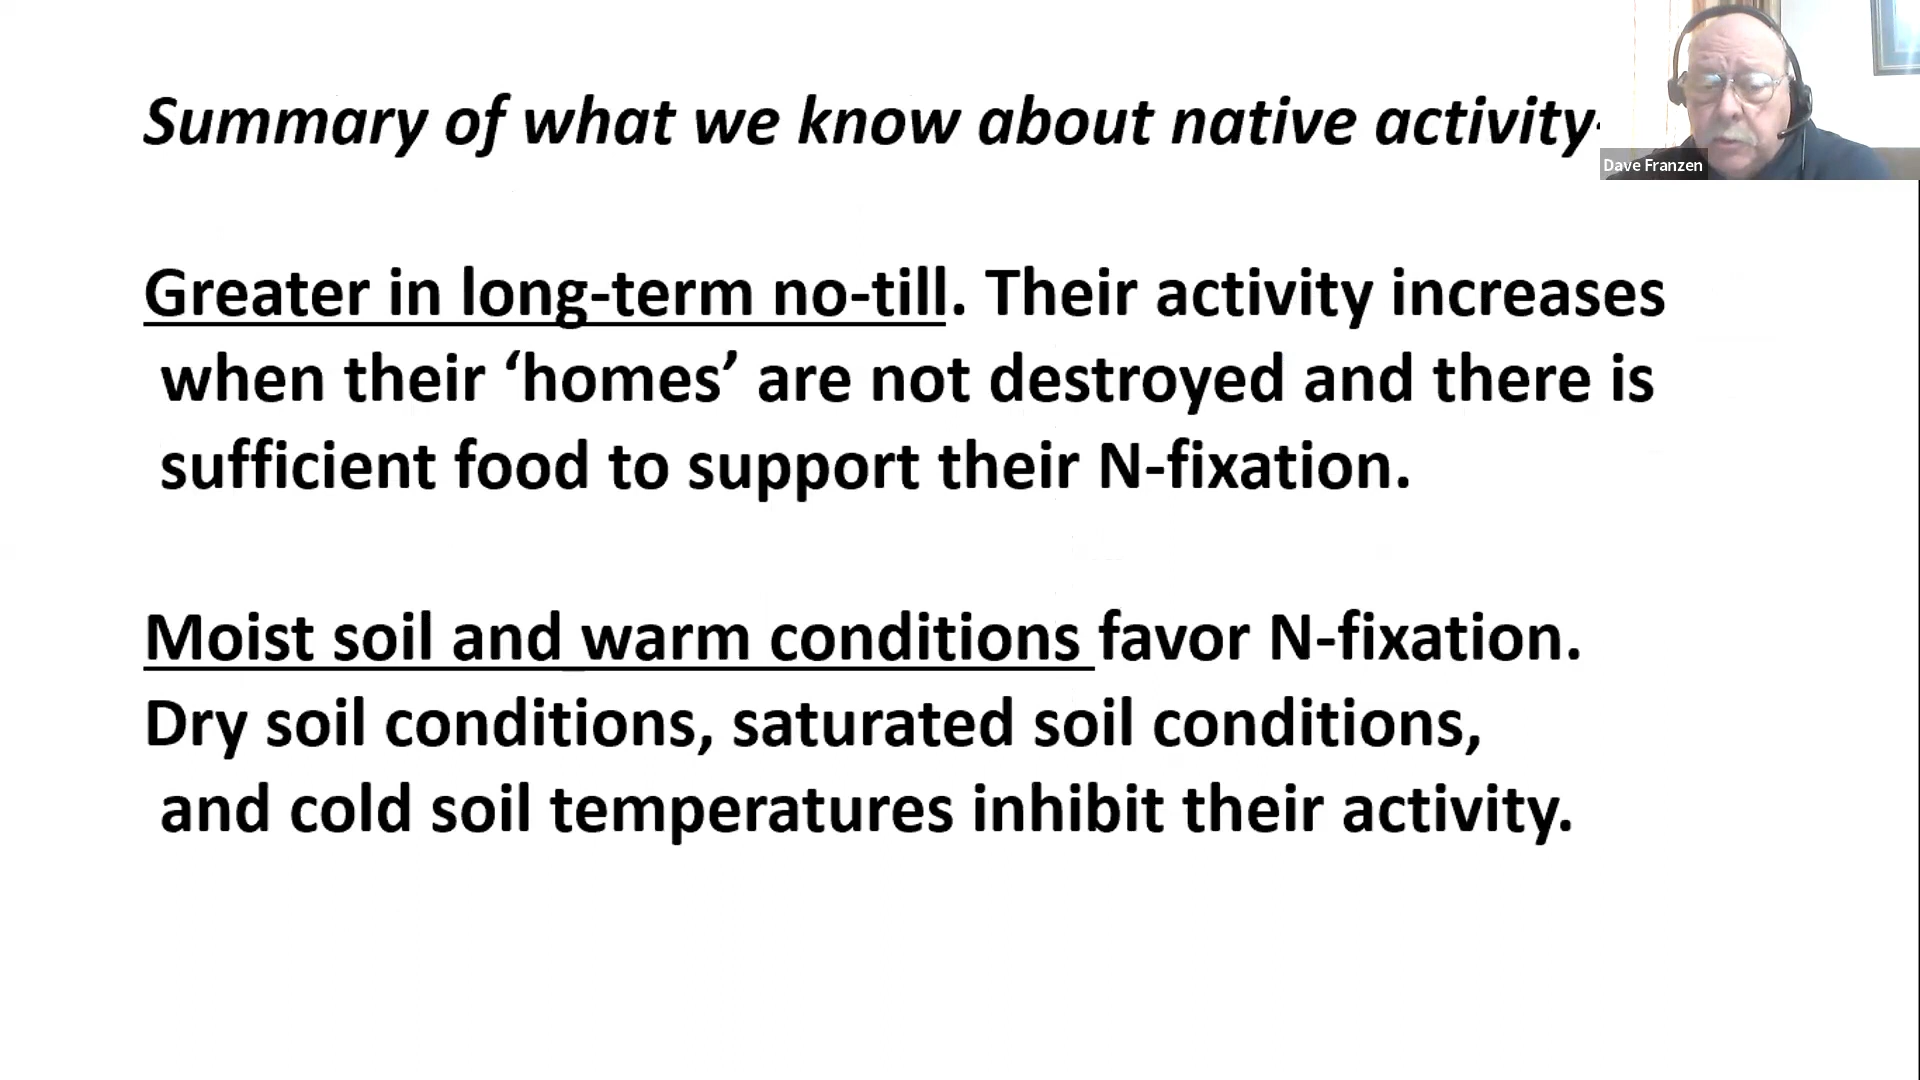 Summary of what we know about native activity-
Dave Franzen
Greater in long-term no-till. Their activity increases
when their ‘homes’ are not destroyed and there is
sufficient food to support their N-fixation.
Moist soil and warm conditions favor N-fixation.
Dry soil conditions, saturated soil conditions,
and cold soil temperatures inhibit their activity.